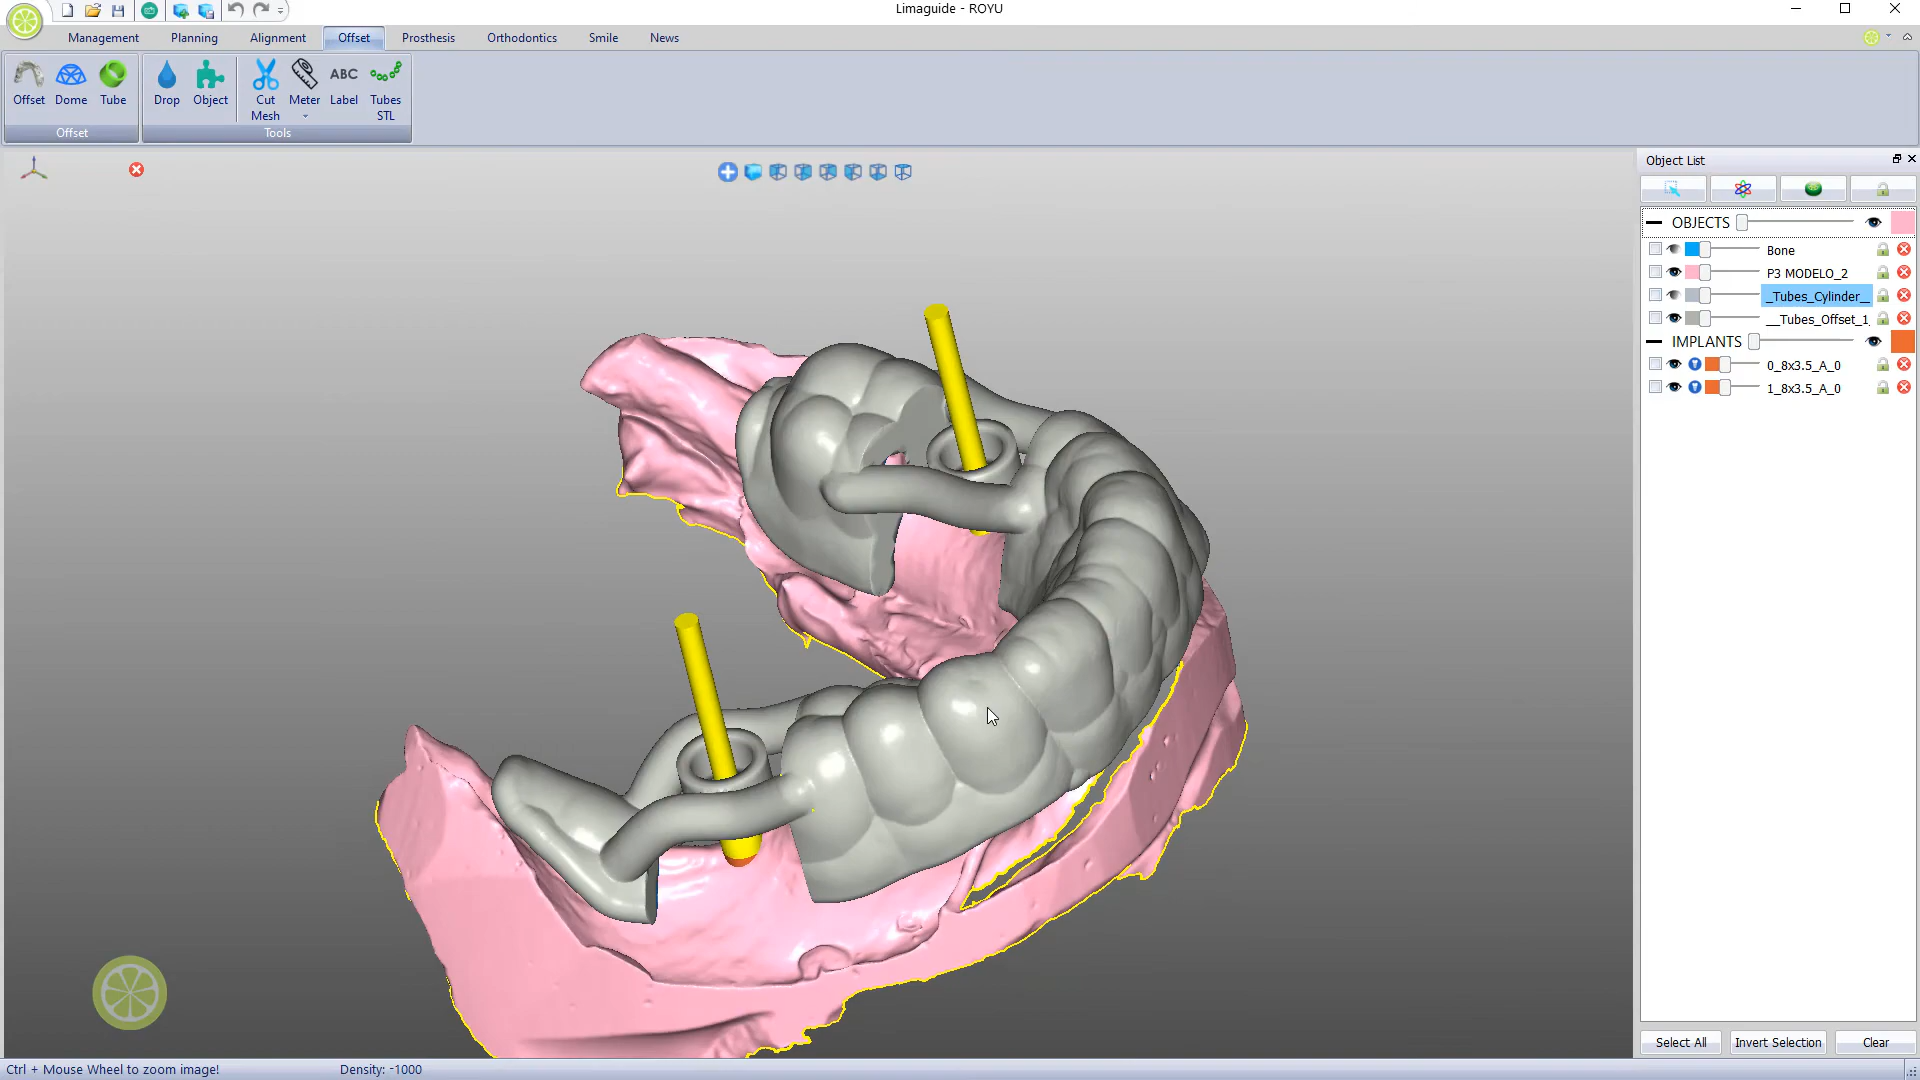 Limaguide - ROYU
Management
Planning
Alignment
Offset
Prosthesis
Orthodontics
Smile
News
Offset
Dome
Tube
Drop
Object
Cut
Mesh
Meter
ABC
Label
Tubes
STL
Offset
Tools
Object List
OBJECTS
Bone
P3 MODELO_2
_Tubes_Cylinder__
__Tubes_Offset_1_
IMPLANTS
0_8x3.5_A_0
1_8x3.5_A_0
Select All
Invert Selection
Clear
Ctrl + Mouse Wheel to zoom image!
Density: -1000